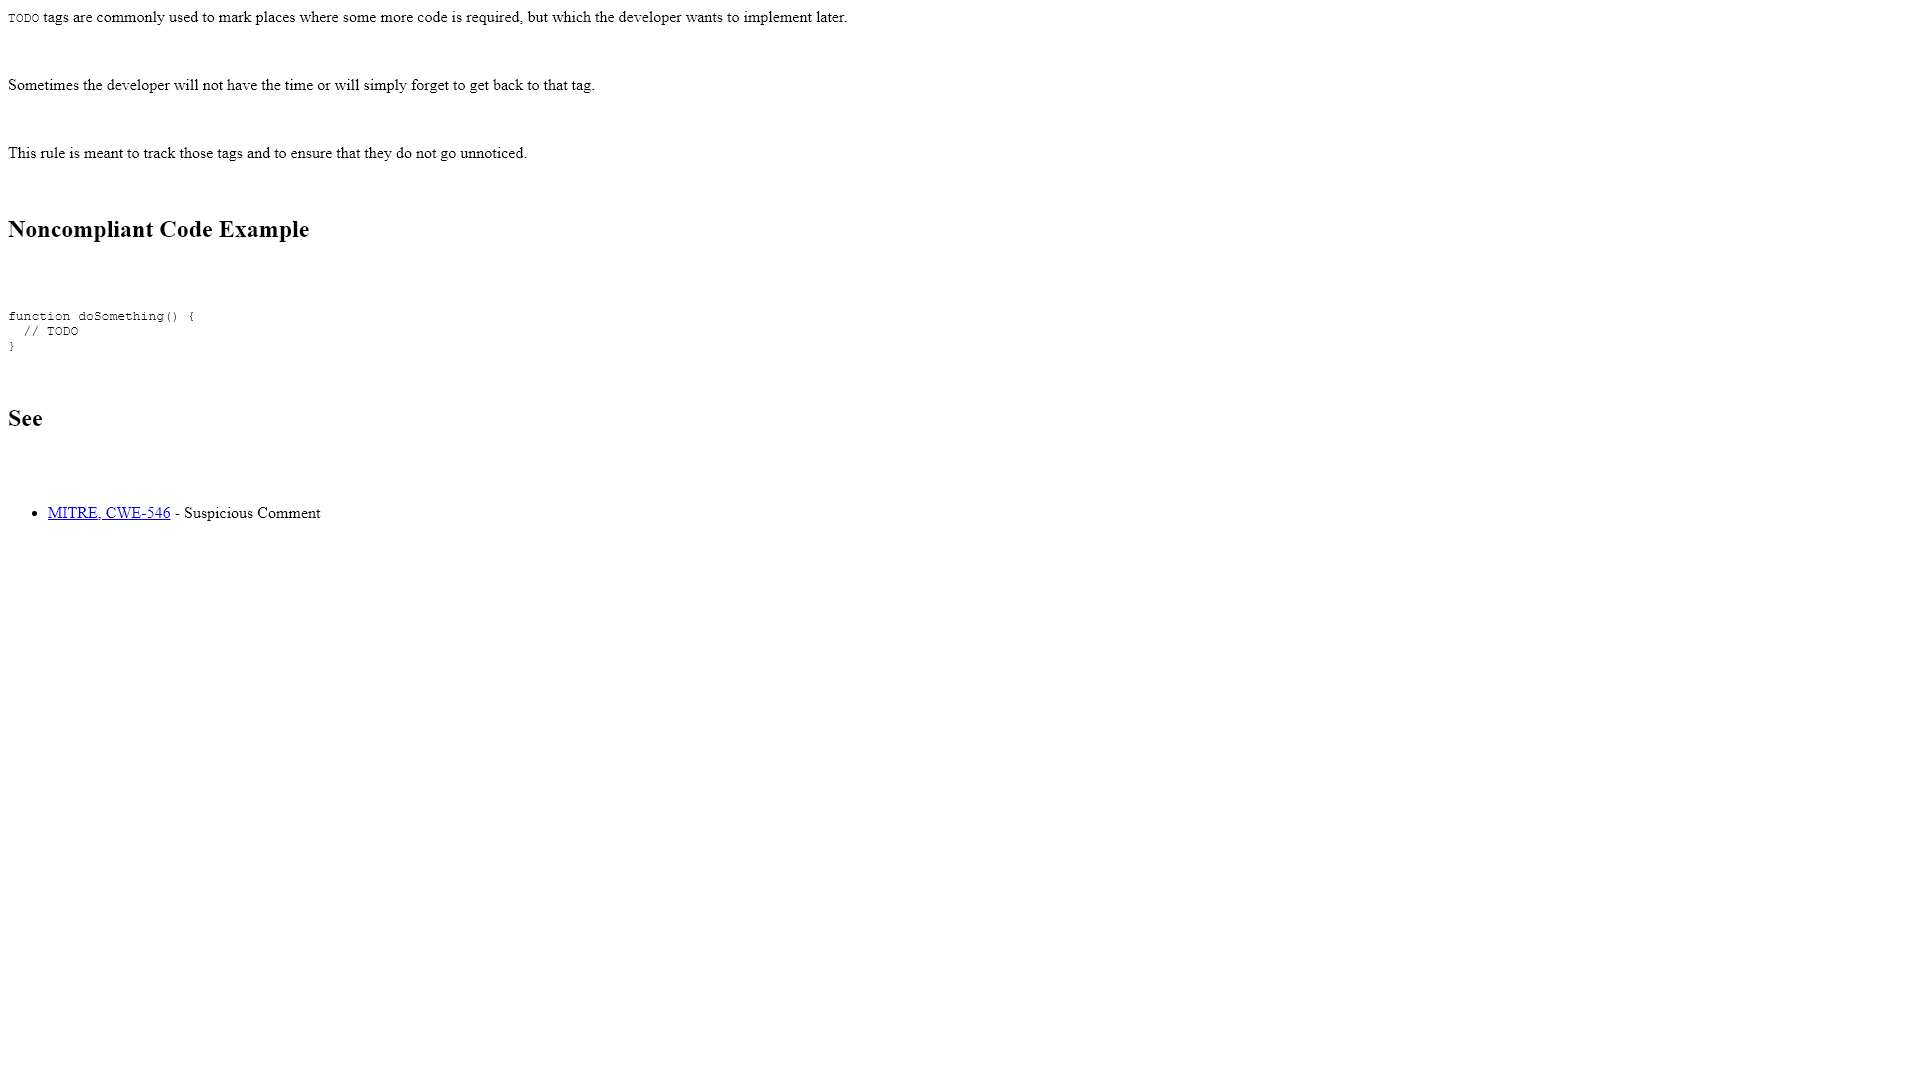 TODO tags are commonly used to mark places where some more code is required, but which the developer wants to implement later.
Sometimes the developer will not have the time or will simply forget to get back to that tag.
This rule is meant to track those tags and to ensure that they do not go unnoticed.
Noncompliant Code Example
function doSomething() {
  // TODO
}
See
• MITRE, CWE-546 - Suspicious Comment